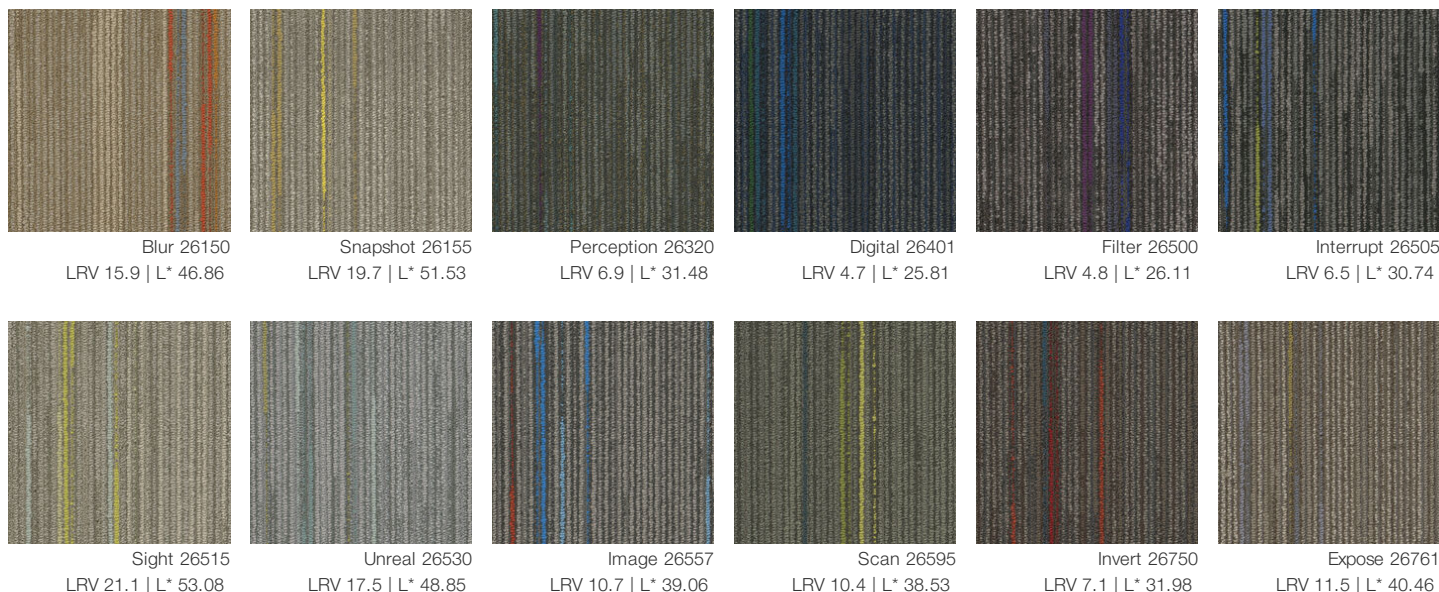 Blur 26150
LRV 15.9 | L* 46.86
Snapshot 26155
LRV 19.7 | L* 51.53
Perception 26320
LRV 6.9 | L* 31.48
Digital 26401
LRV 4.7 | L* 25.81
Filter 26500
LRV 4.8 | L* 26.11
Interrupt 26505
LRV 6.5 | L* 30.74
Sight 26515
LRV 21.1 | L* 53.08
Unreal 26530
LRV 17.5 | L* 48.85
Image 26557
LRV 10.7 | L* 39.06
Scan 26595
LRV 10.4 | L* 38.53
Invert 26750
LRV 7.1 | L* 31.98
Expose 26761
LRV 11.5 | L* 40.46